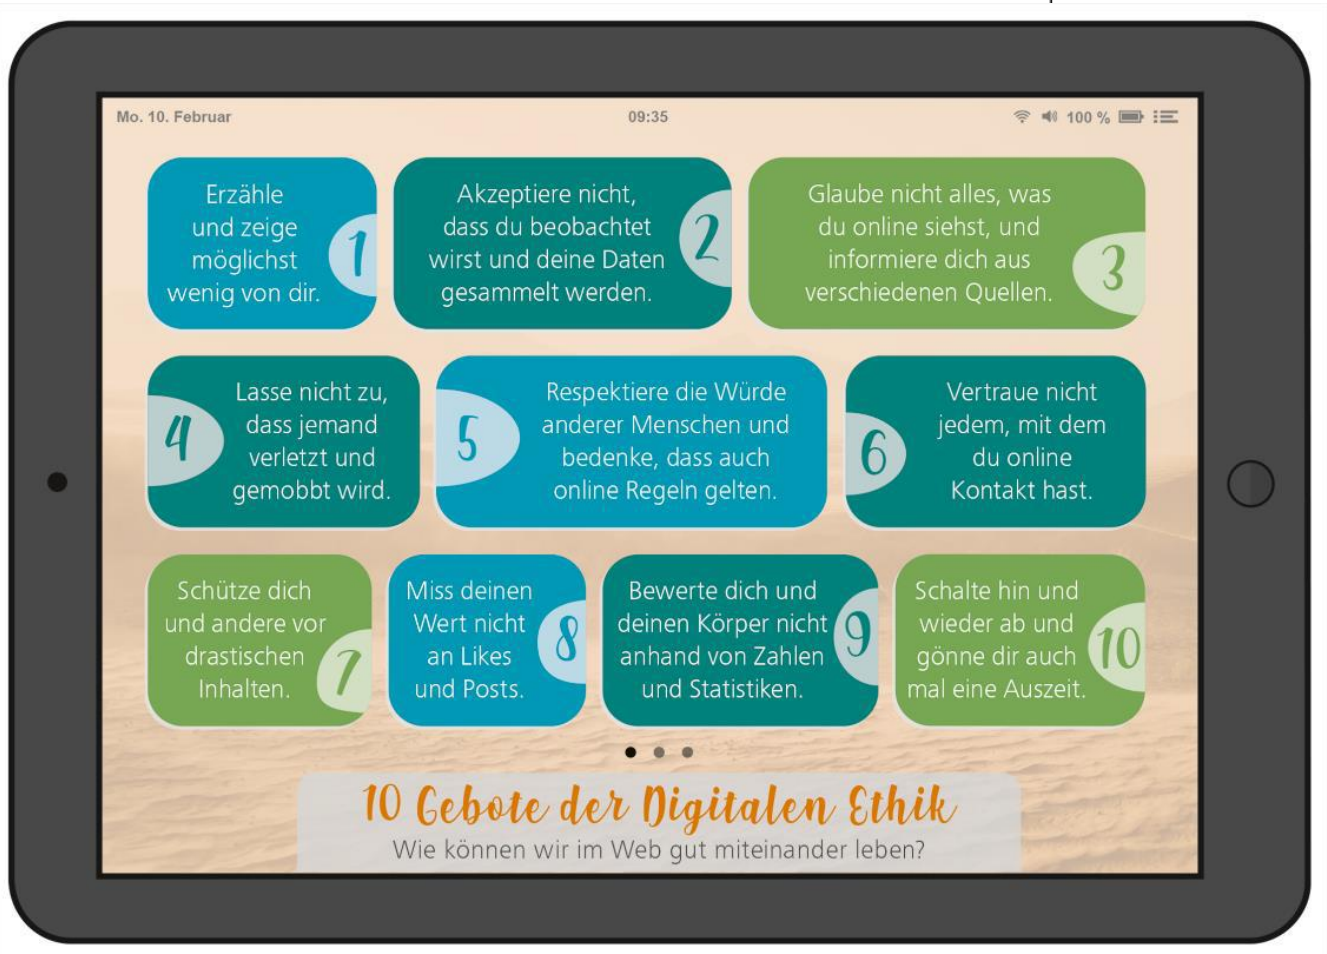 Mo. 10. Februar
09:35
100 %
Erzähle
und zeige
möglichst
wenig von dir.
1
Akzeptiere nicht,
dass du beobachtet
wirst und deine Daten
gesammelt werden.
2
Glaube nicht alles, was
du online siehst, und
informiere dich aus
verschiedenen Quellen.
3
4
Lasse nicht zu,
dass jemand
verletzt und
gemobbt wird.
5
Respektiere die Würde
anderer Menschen und
bedenke, dass auch
online Regeln gelten.
6
Vertraue nicht
jedem, mit dem
du online
Kontakt hast.
Schütze dich
und andere vor
drastischen
Inhalten.
7
Miss deinen
Wert nicht
an Likes
und Posts.
8
Bewerte dich und
deinen Körper nicht
anhand von Zahlen
und Statistiken.
9
Schalte hin und
wieder ab und
gönne dir auch
mal eine Auszeit.
10
10 Gebote der Digitalen Ethik
Wie können wir im Web gut miteinander leben?